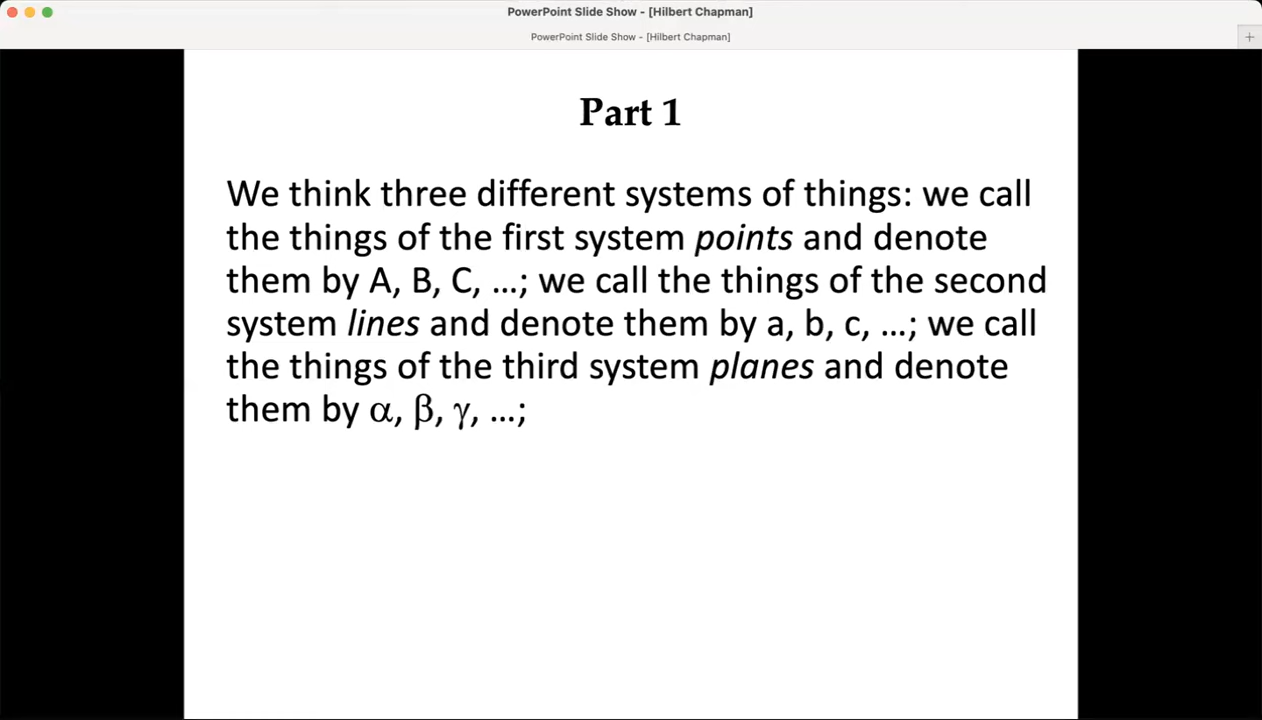 PowerPoint Slide Show - [Hilbert Chapman]
PowerPoint Slide Show - [Hilbert Chapman]
Part 1
We think three different systems of things: we call
the things of the first system points and denote
them by A, B, C, …; we call the things of the second
system lines and denote them by a, b, c, …; we call
the things of the third system planes and denote
them by α, β, γ, …;